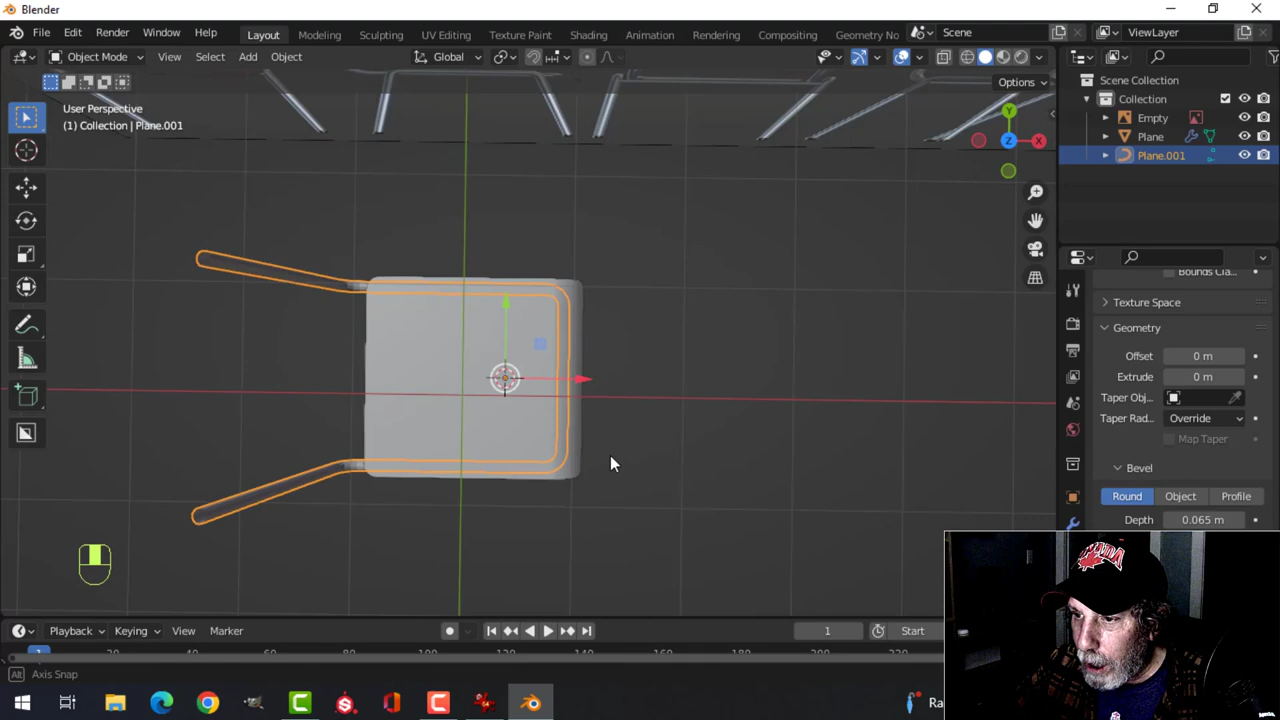 Blender
File Edit Render Window Help Layout Modeling Sculpting UV Editing Texture Paint Shading Animation Rendering Compositing Geometry No Scene ViewLayer
Object Mode View Select Add Object Global
Options
User Perspective
(1) Collection | Plane.001
Scene Collection
Collection
Empty
Plane
Plane.001
Y
Z
X
Bounds Cla...
Texture Space
Geometry
Offset 0 m
Extrude 0 m
Taper Obj...
Taper Rad... Override
Map Taper
Bevel
Round Object Profile
Depth 0.065 m
Playback Keying View Marker 1 Start
20 40 60 80 100 120 140 160 180 200 220
Alt Axis Snap
Ra